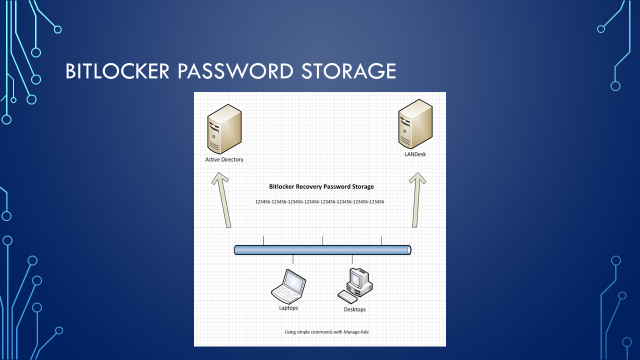 BITLOCKER PASSWORD STORAGE
Active Directory
LANDesk
Bitlocker Recovery Password Storage
123456-123456-123456-123456-123456-123456-123456-123456
Laptops
Desktops
Using simple commands with Manage-bde